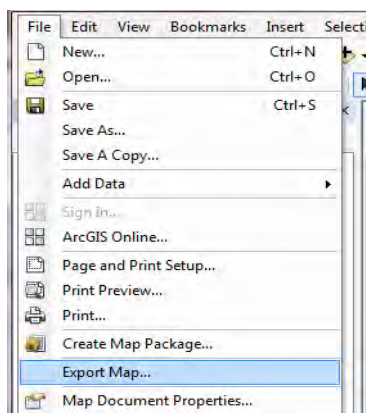 File Edit View Bookmarks Insert Selecti
New... Ctrl+N
Open... Ctrl+O
Save Ctrl+S
Save As...
Save A Copy...
Add Data
Sign In...
ArcGIS Online...
Page and Print Setup...
Print Preview...
Print...
Create Map Package...
Export Map...
Map Document Properties...